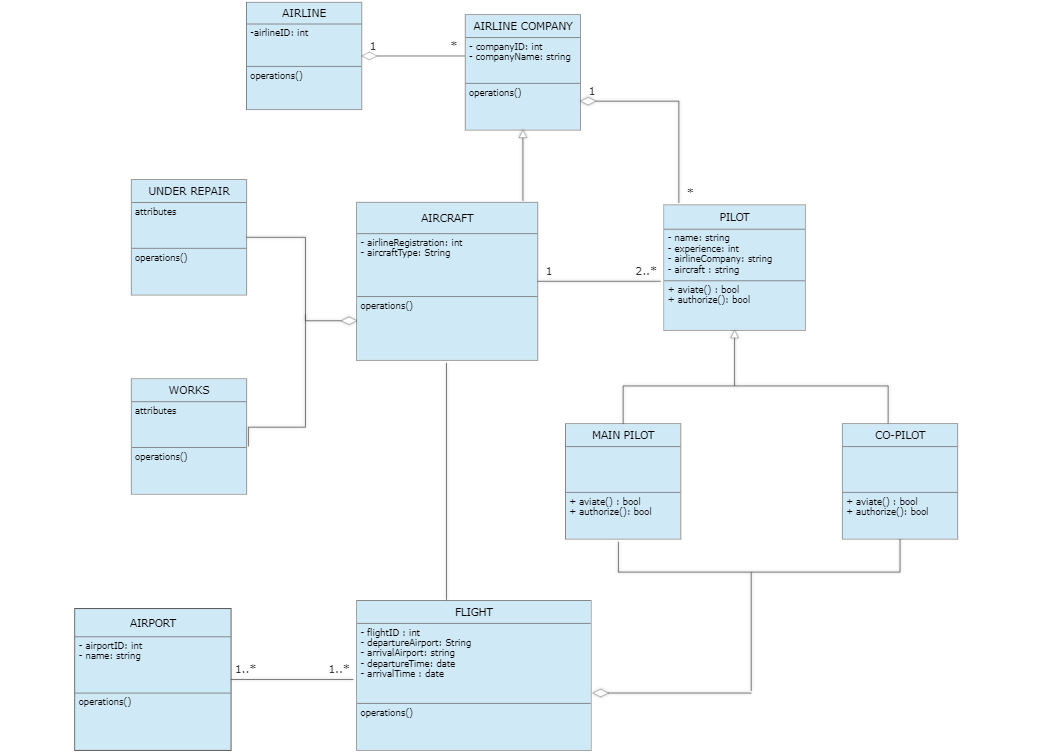 AIRLINE
-airlineID: int
operations()
1
*
AIRLINE COMPANY
- companyID: int
- companyName: string
operations()
1
*
UNDER REPAIR
attributes
operations()
AIRCRAFT
- airlineRegistration: int
- aircraftType: String
operations()
1
2..*
PILOT
- name: string
- experience: int
- airlineCompany: string
- aircraft : string
+ aviate() : bool
+ authorize(): bool
WORKS
attributes
operations()
MAIN PILOT
+ aviate() : bool
+ authorize(): bool
CO-PILOT
+ aviate() : bool
+ authorize(): bool
AIRPORT
- airportID: int
- name: string
operations()
1..*
1..*
FLIGHT
- flightID : int
- departureAirport: String
- arrivalAirport: string
- departureTime: date
- arrivalTime : date
operations()